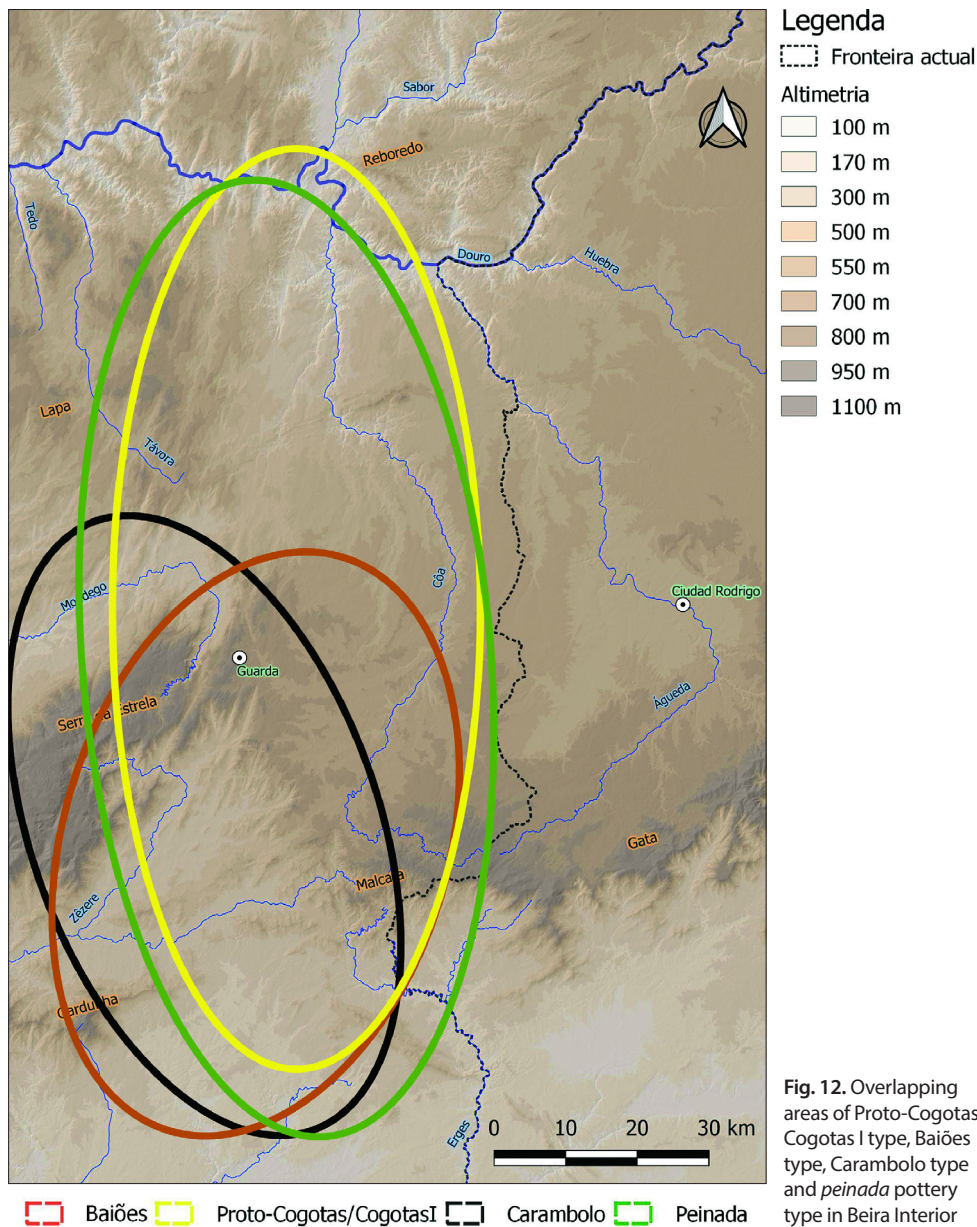 Legenda
Fronteira actual
Altimetria
100 m
170 m
300 m
500 m
550 m
700 m
800 m
950 m
1100 m
Sabor
Reboredo
Tedo
Douro
Huebra
Lapa
Távora
Côa
Mondego
Ciudad Rodrigo
Guarda
Serra da Estrela
Águeda
Gata
Malcata
Zêzere
Gardunha
Erges
0 10 20 30 km
Fig. 12. Overlapping
areas of Proto-Cogotas
Cogotas I type, Baiões
type, Carambolo type
and peinada pottery
type in Beira Interior
Baiões Proto-Cogotas/CogotasI Carambolo Peinada